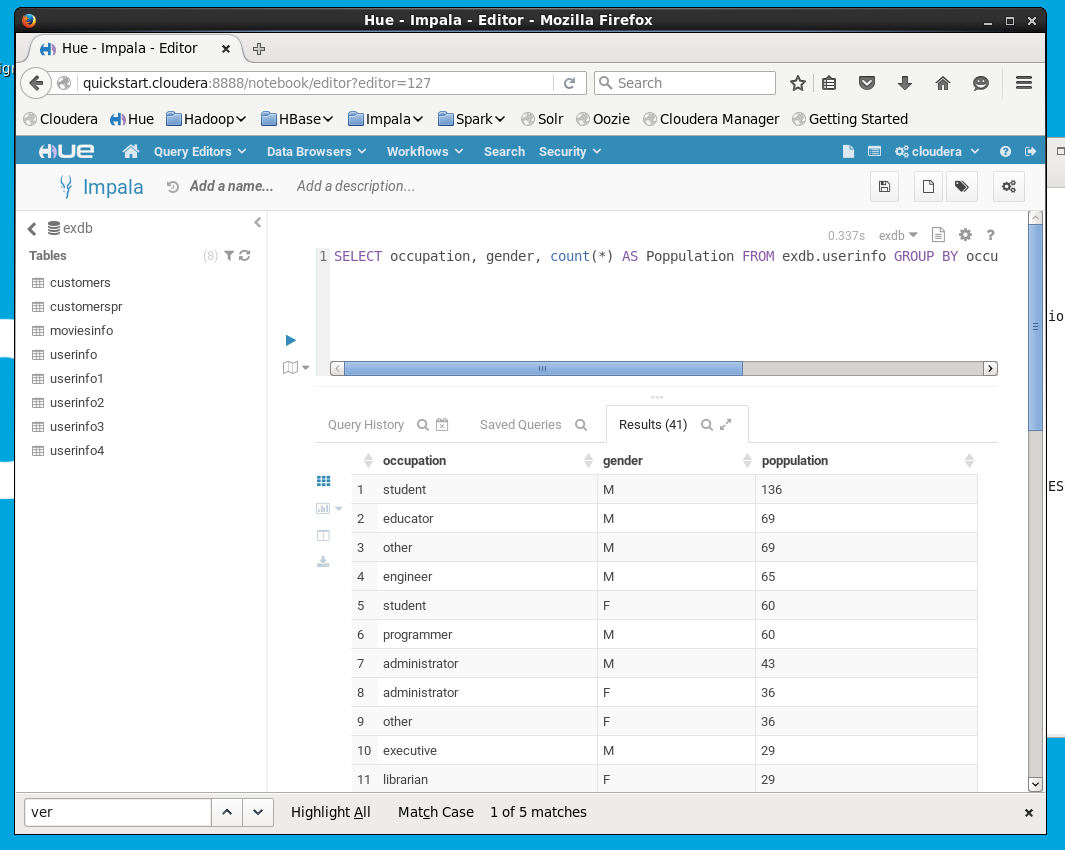 Hue - Impala - Editor - Mozilla Firefox
Hue - Impala - Editor
quickstart.cloudera:8888/notebook/editor?editor=127
Search
Cloudera Hue Hadoop HBase Impala Spark Solr Oozie Cloudera Manager Getting Started
HUE Query Editors Data Browsers Workflows Search Security cloudera
Impala Add a name... Add a description...
exdb
Tables (8)
customers
customerspr
moviesinfo
userinfo
userinfo1
userinfo2
userinfo3
userinfo4
0.337s exdb ?
1 SELECT occupation, gender, count(*) AS Poppulation FROM exdb.userinfo GROUP BY occu
io
Query History Saved Queries Results (41)
occupation gender poppulation
1 student M 136
ES
2 educator M 69
3 other M 69
4 engineer M 65
5 student F 60
6 programmer M 60
7 administrator M 43
8 administrator F 36
9 other F 36
10 executive M 29
11 librarian F 29
ver Highlight All Match Case 1 of 5 matches